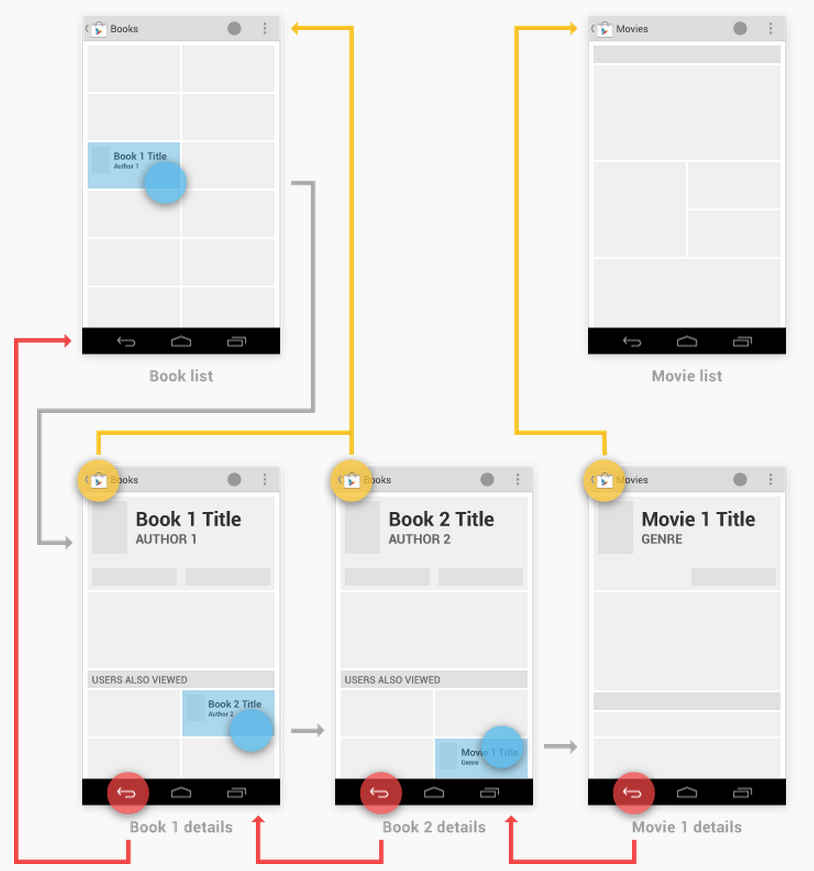 Books
Book 1 Title
Author 1
Book list
Movies
Movie list
Books
Book 1 Title
AUTHOR 1
USERS ALSO VIEWED
Book 2 Title
Author 2
Book 1 details
Books
Book 2 Title
AUTHOR 2
USERS ALSO VIEWED
Movie 1 Title
Genre
Book 2 details
Movies
Movie 1 Title
GENRE
Movie 1 details